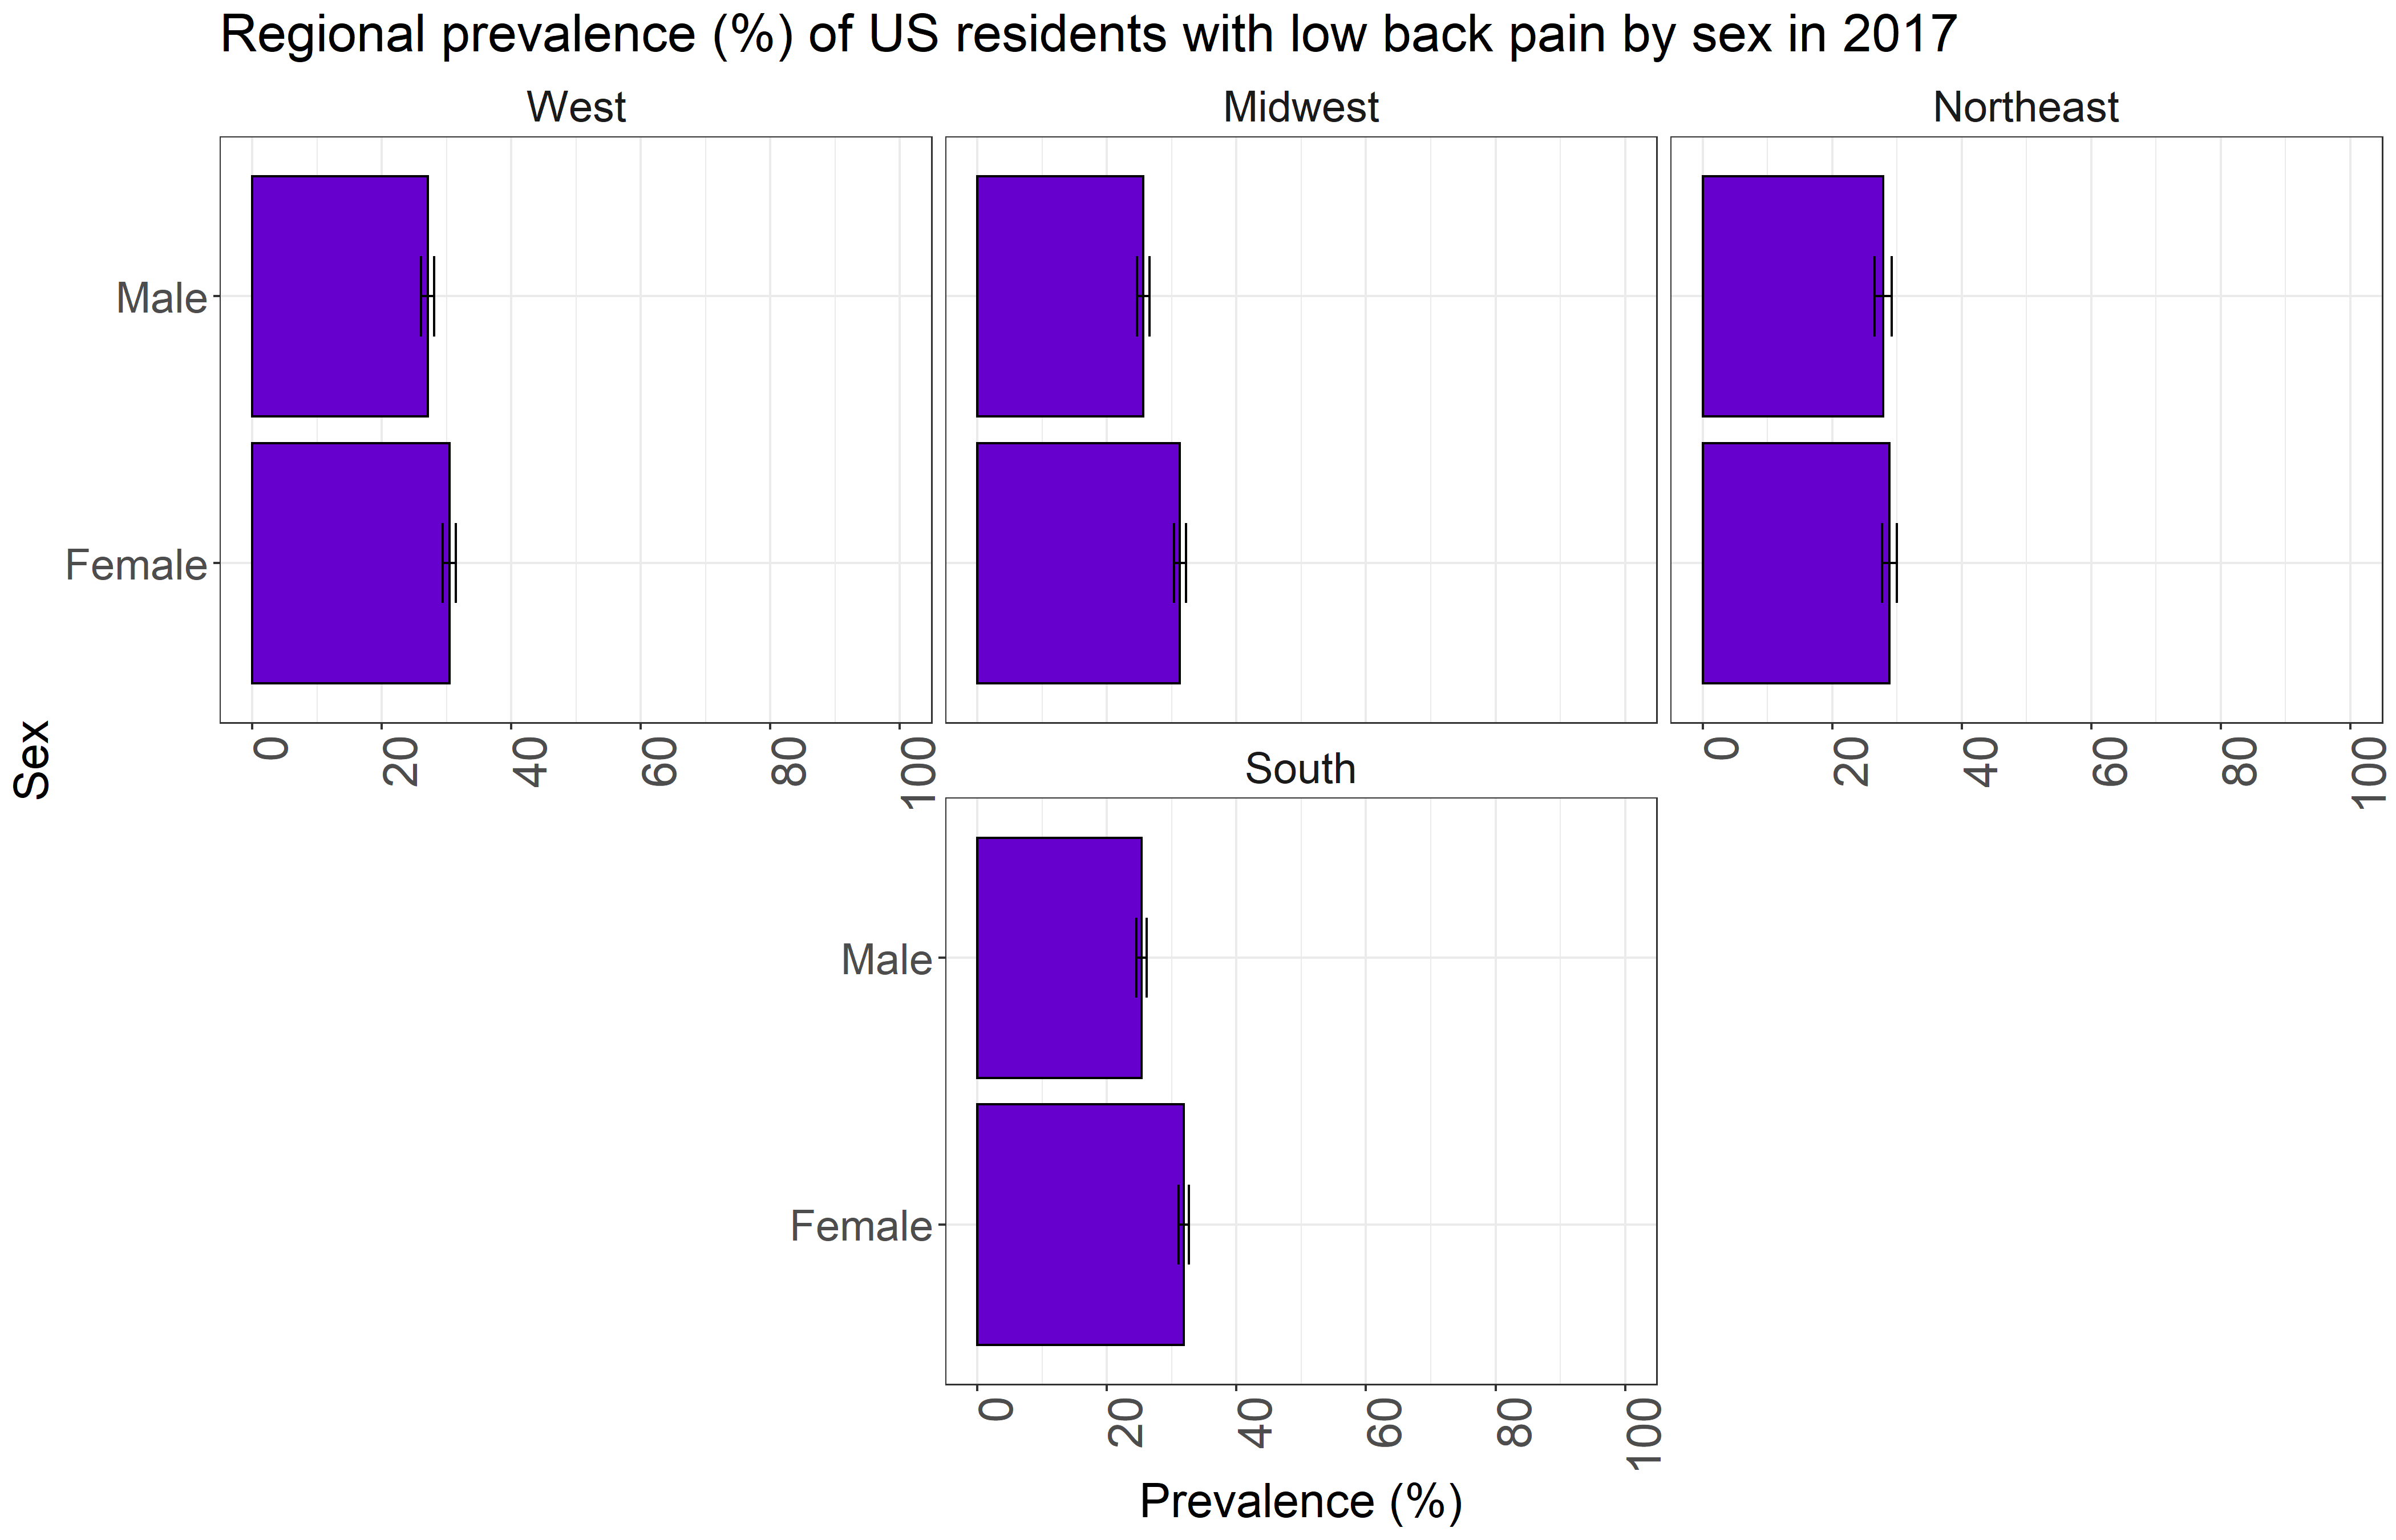 Regional prevalence (%) of US residents with low back pain by sex in 2017
West
Midwest
Northeast
Male
Female
Sex
0 20 40 60 80 100
0 20 40 60 80 100
South
Male
Female
0 20 40 60 80 100
Prevalence (%)